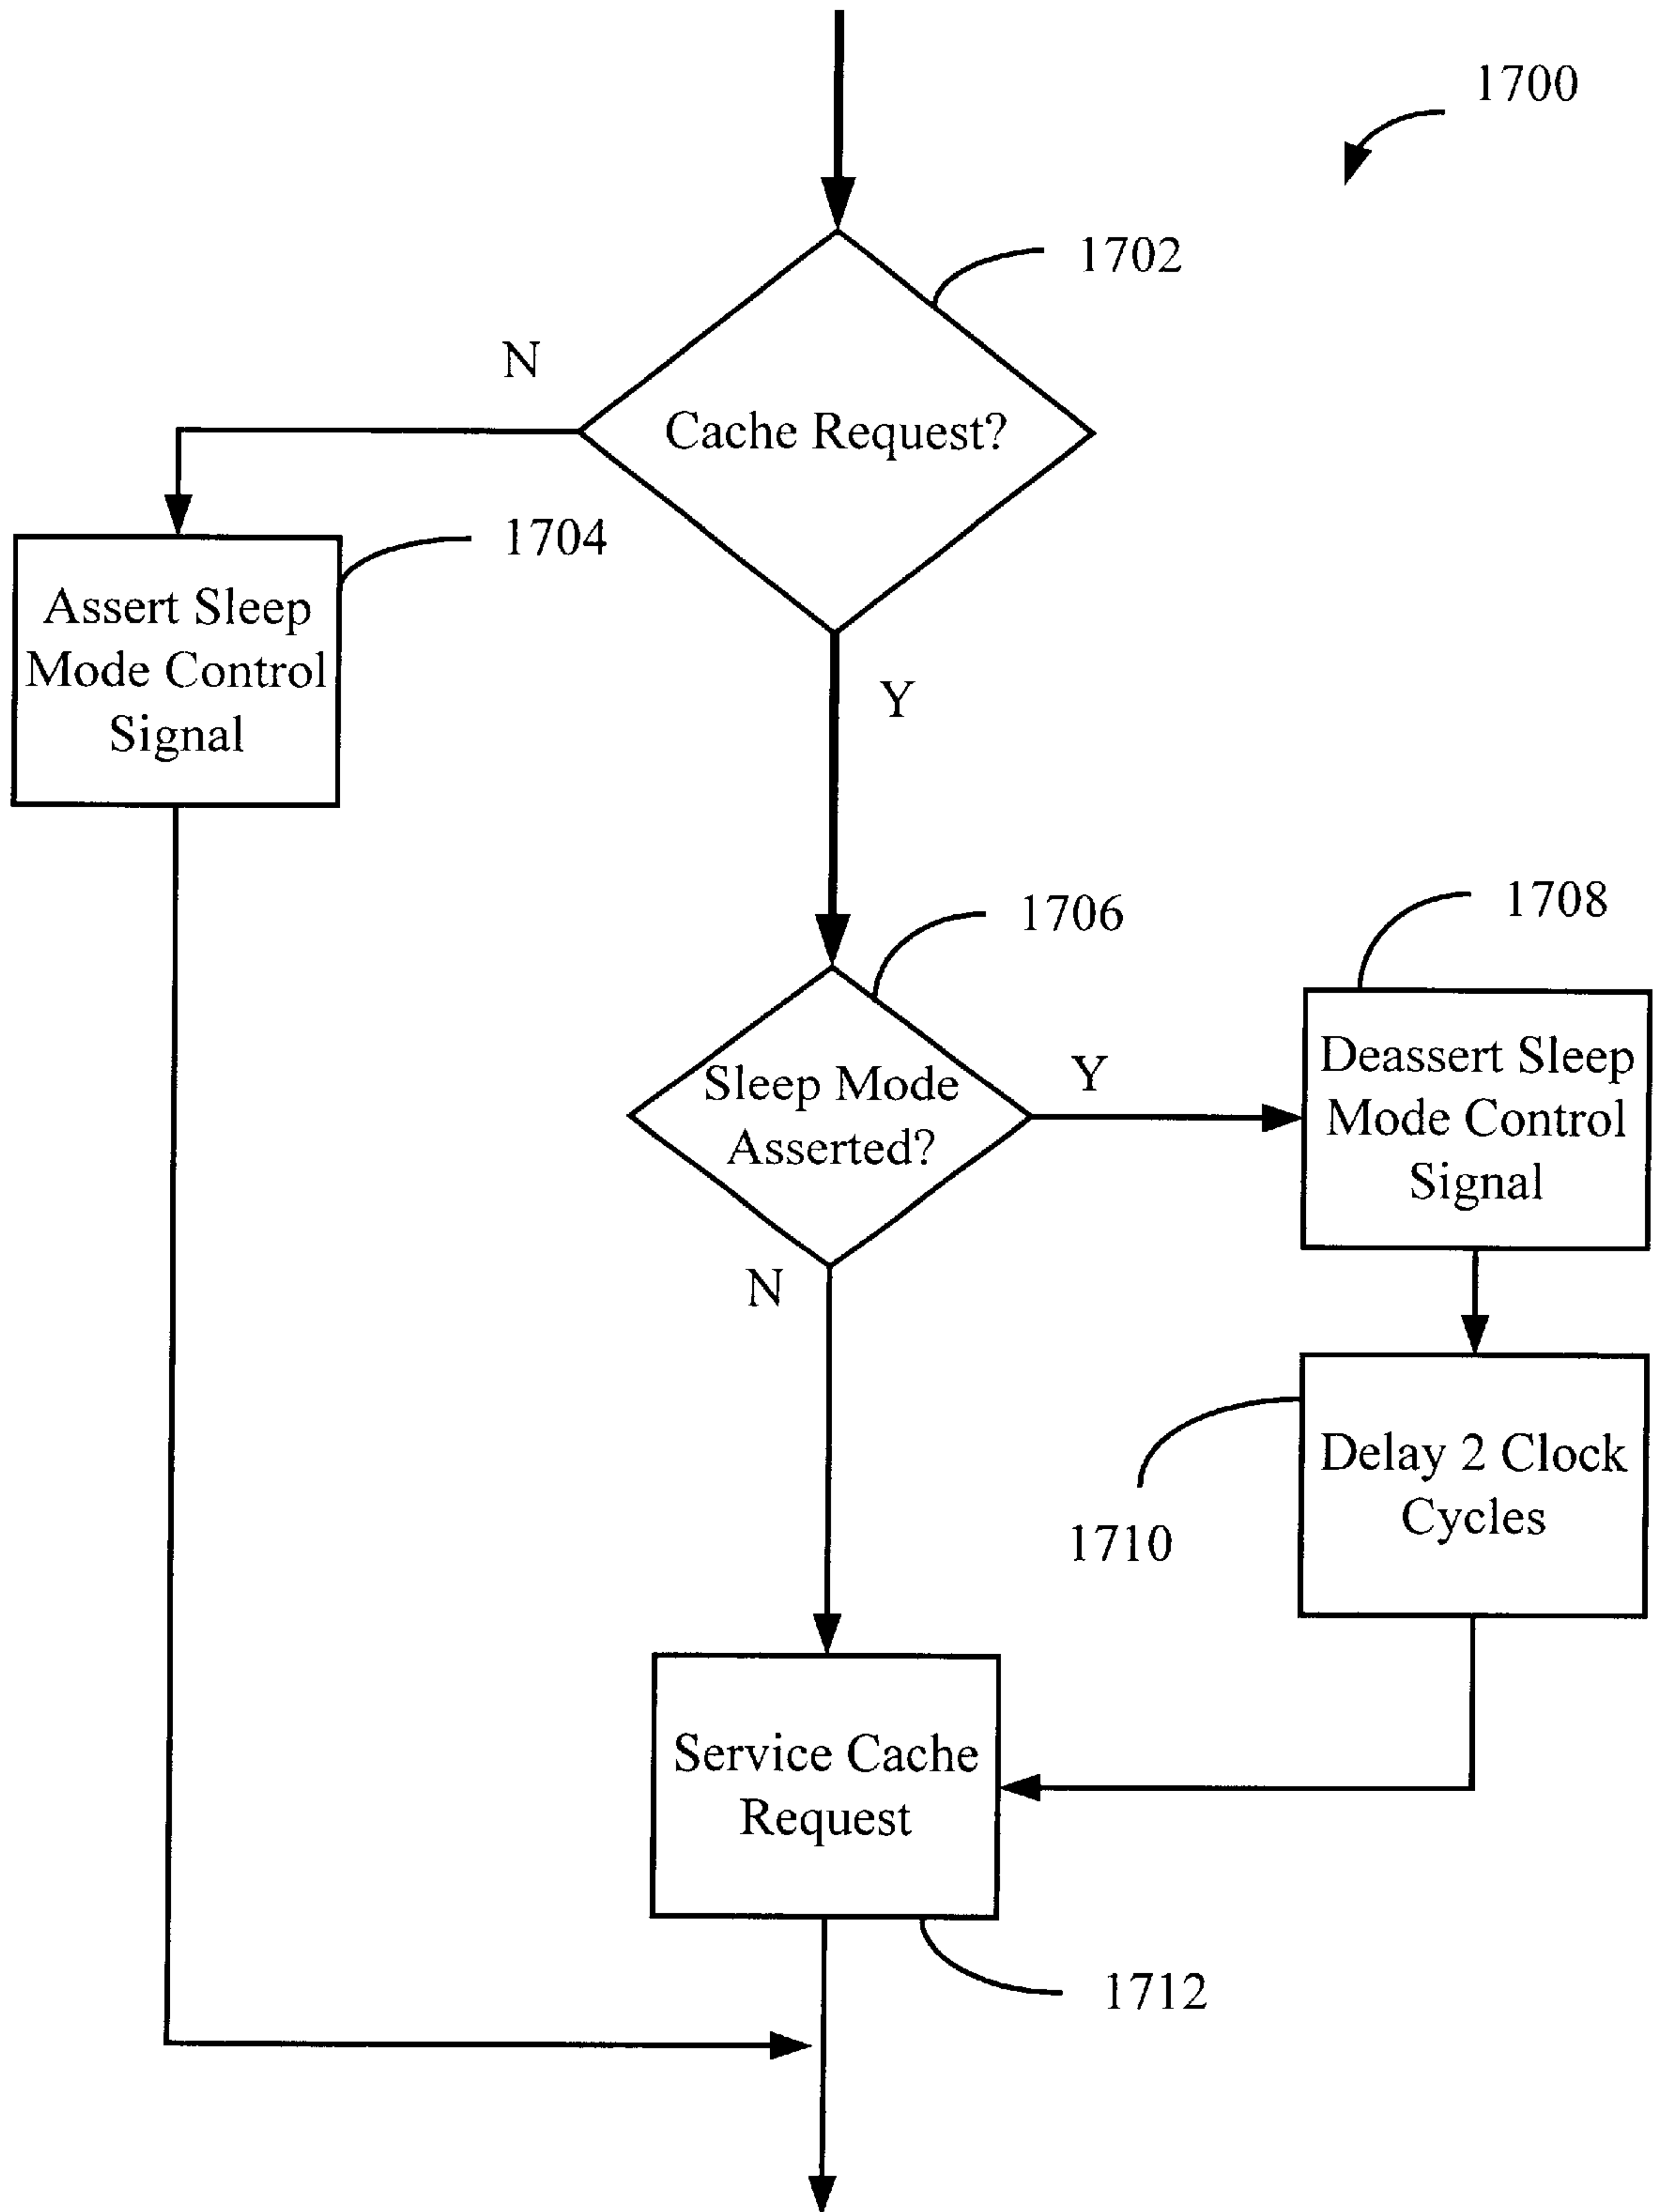 1700
1702
N
Cache Request?
1704
Assert Sleep
Mode Control
Signal
Y
1706
1708
Sleep Mode
Asserted?
Y
Deassert Sleep
Mode Control
Signal
N
Delay 2 Clock
Cycles
1710
Service Cache
Request
1712